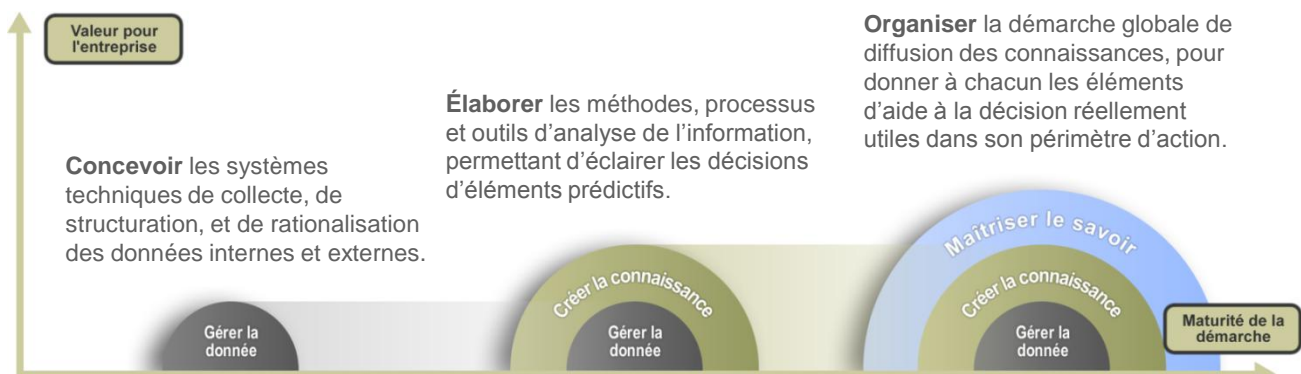 Valeur pour
l'entreprise
Concevoir les systèmes
techniques de collecte, de
structuration, et de rationalisation
des données internes et externes.
Élaborer les méthodes, processus
et outils d’analyse de l’information,
permettant d’éclairer les décisions
d’éléments prédictifs.
Organiser la démarche globale de
diffusion des connaissances, pour
donner à chacun les éléments
d’aide à la décision réellement
utiles dans son périmètre d’action.
Gérer la
donnée
Créer la connaissance
Gérer la
donnée
Maîtriser le savoir
Créer la connaissance
Gérer la
donnée
Maturité de la
démarche